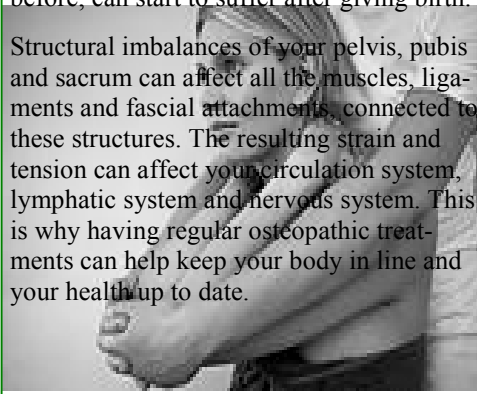 before, can start to suffer after giving birth.
Structural imbalances of your pelvis, pubis
and sacrum can affect all the muscles, liga-
ments and fascial attachments, connected to
these structures. The resulting strain and
tension can affect your circulation system,
lymphatic system and nervous system. This
is why having regular osteopathic treat-
ments can help keep your body in line and
your health up to date.